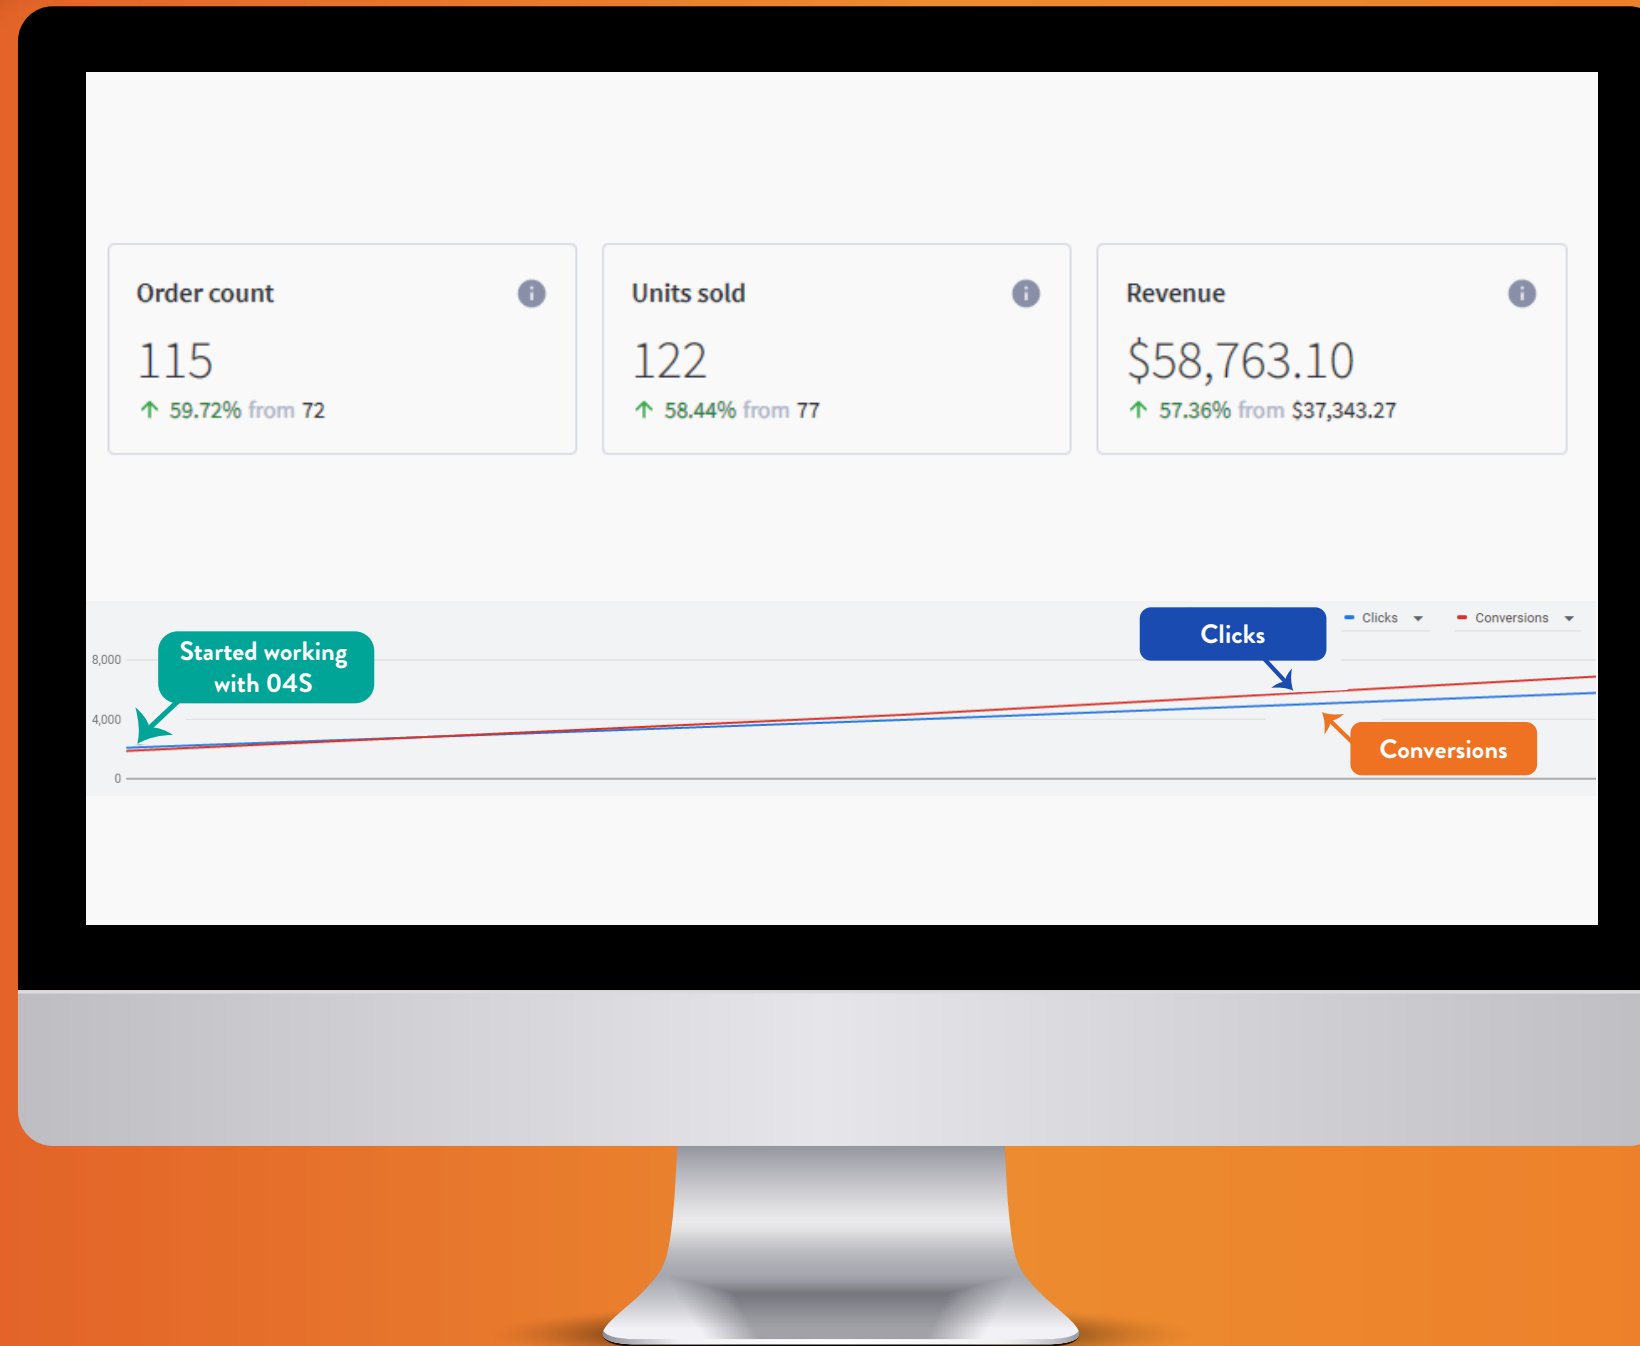 Order count
115
↑ 59.72% from 72
Units sold
122
↑ 58.44% from 77
Revenue
$58,763.10
↑ 57.36% from $37,343.27
Clicks
Conversions
Started working
with 04S
Clicks
Conversions
8,000
4,000
0